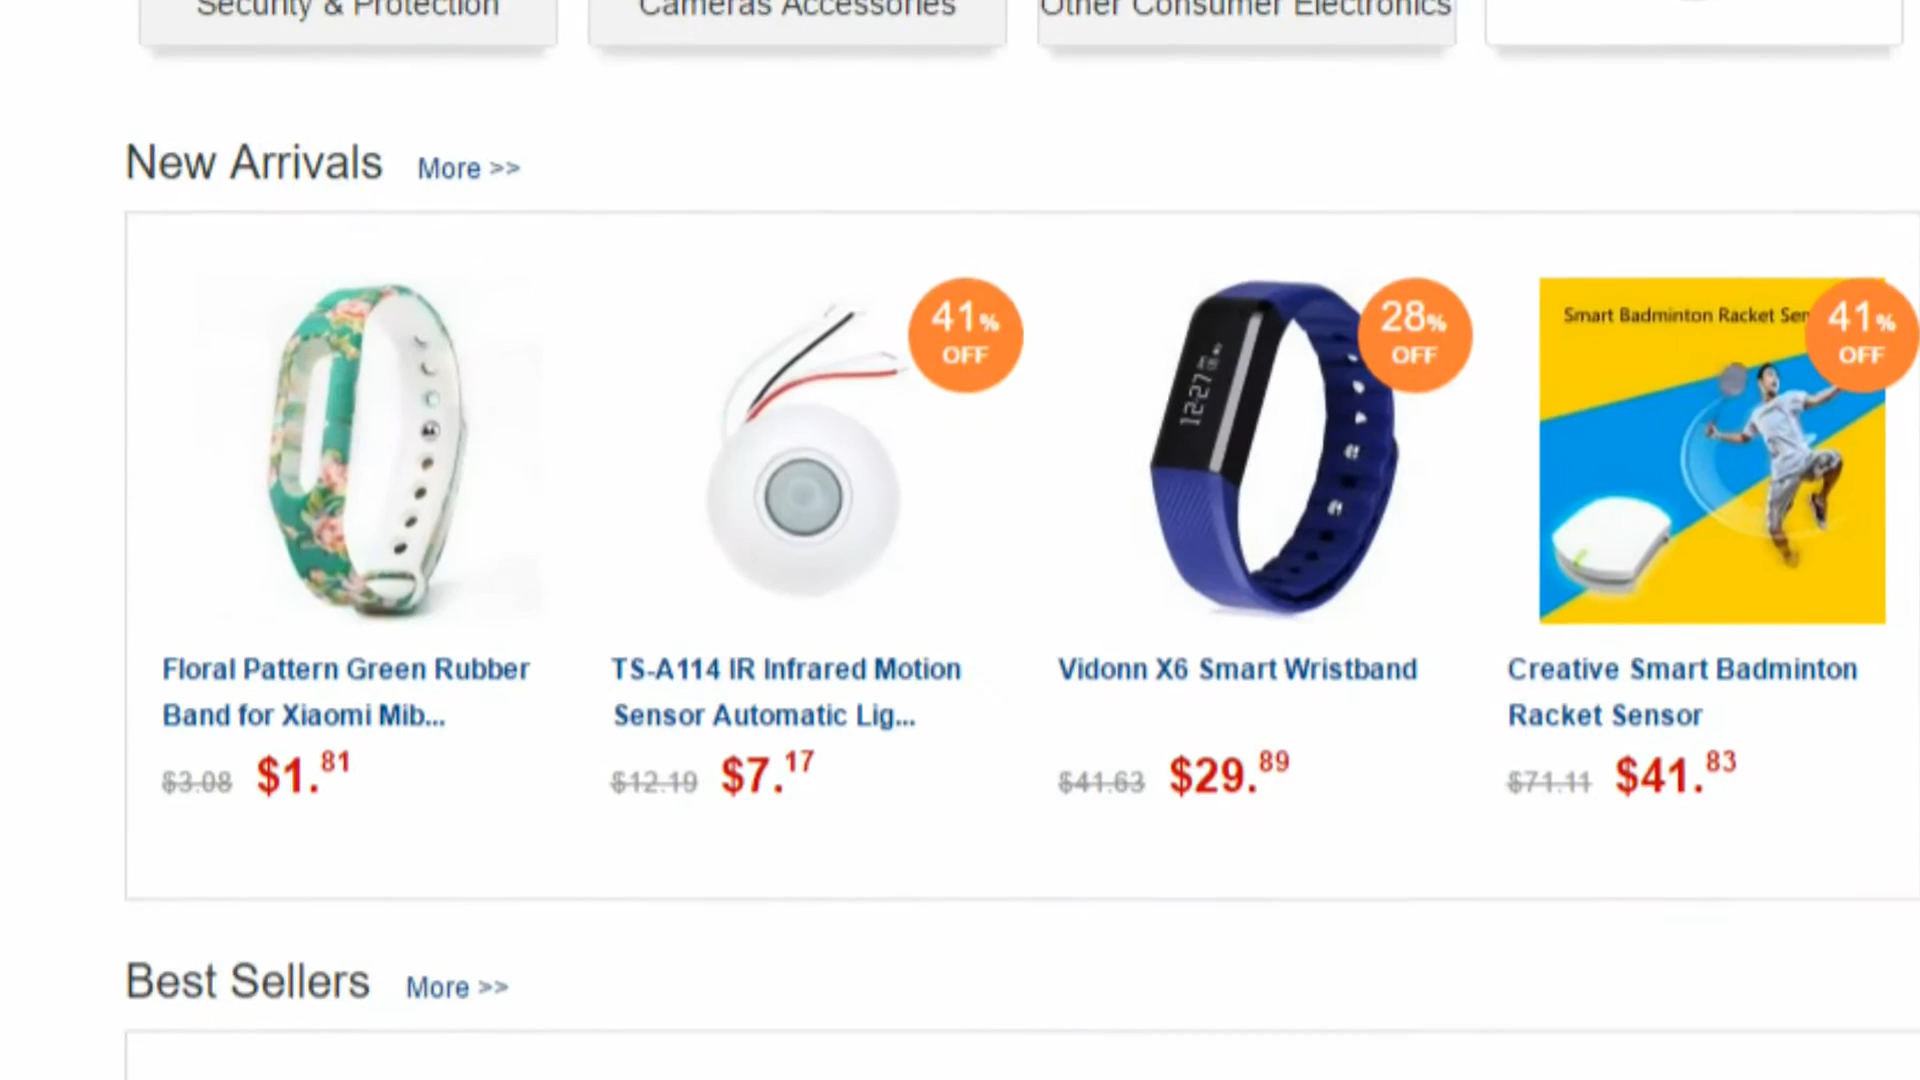 Security & Protection
Cameras Accessories
Other Consumer Electronics
New Arrivals More >>
41% OFF
12:27
28% OFF
Smart Badminton Racket
41% OFF
Floral Pattern Green Rubber
Band for Xiaomi Mib...
$3.08 $1.81
TS-A114 IR Infrared Motion
Sensor Automatic Lig...
$12.19 $7.17
Vidonn X6 Smart Wristband
$41.63 $29.89
Creative Smart Badminton
Racket Sensor
$71.11 $41.83
Best Sellers More >>